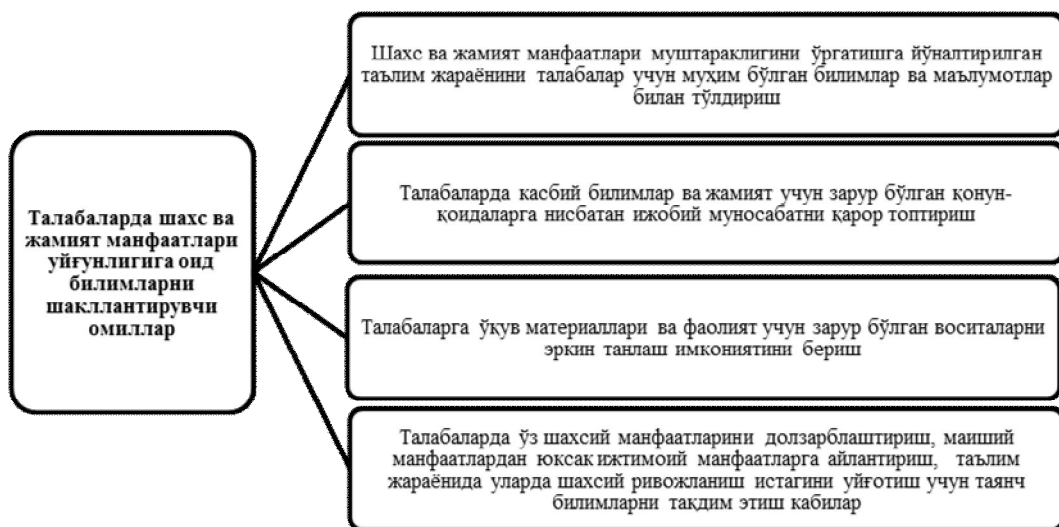 Талабаларда шахс ва
жамият манфаатлари
уйғунлигига оид
билимларни
шакллантирувчи
омиллар
Шахс ва жамият манфаатлари муштараклигини ўргатишга йўналтирилган
таълим жараёнини талабалар учун муҳим бўлган билимлар ва маълумотлар
билан тўлдириш
Талабаларда касбий билимлар ва жамият учун зарур бўлган қонун-
қоидаларга нисбатан ижобий муносабатни қарор топтириш
Талабаларга ўқув материаллари ва фаолият учун зарур бўлган воситаларни
эркин танлаш имкониятини бериш
Талабаларда ўз шахсий манфаатларини долзарблаштириш, маиший
манфаатлардан юксак ижтимоий манфаатларга айлантириш, таълим
жараёнида уларда шахсий ривожланиш истагини уйғотиш учун таянч
билимларни тақдим этиш кабилар